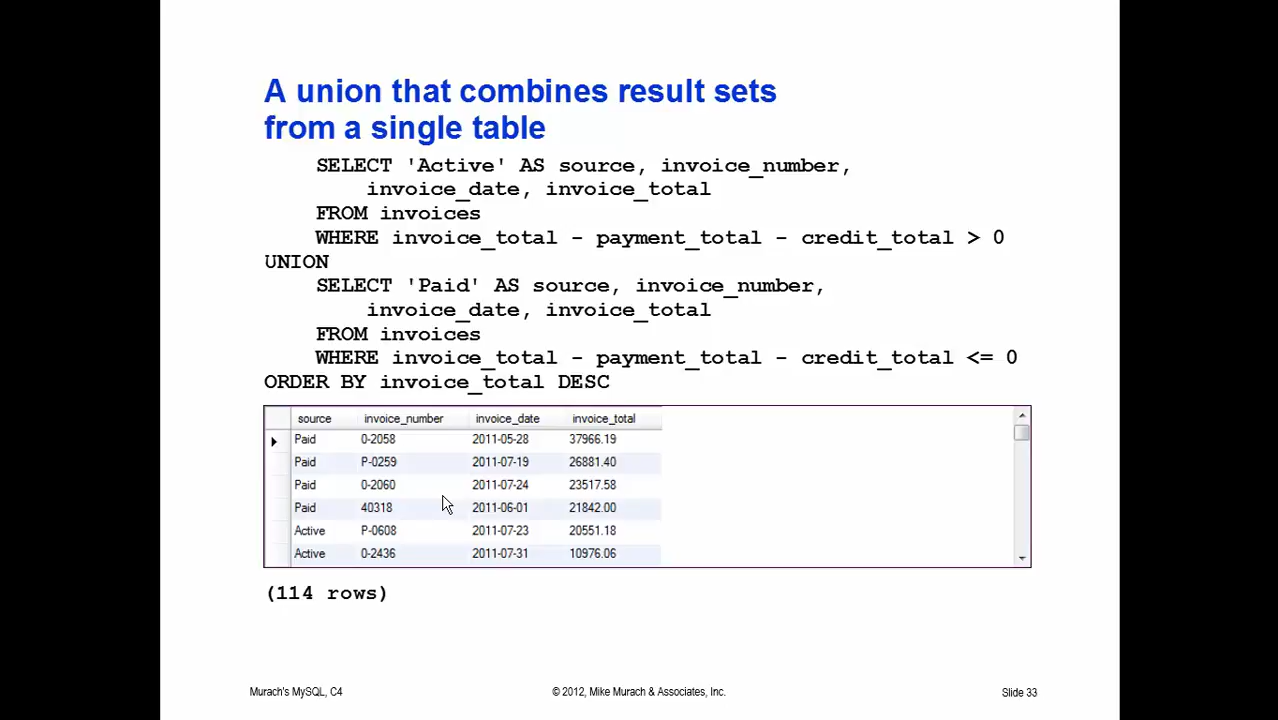 A union that combines result sets
from a single table
SELECT 'Active' AS source, invoice_number,
invoice_date, invoice_total
FROM invoices
WHERE invoice_total - payment_total - credit_total > 0
UNION
SELECT 'Paid' AS source, invoice_number,
invoice_date, invoice_total
FROM invoices
WHERE invoice_total - payment_total - credit_total <= 0
ORDER BY invoice_total DESC
source invoice_number invoice_date invoice_total
Paid 0-2058 2011-05-28 37966.19
Paid P-0259 2011-07-19 26881.40
Paid 0-2060 2011-07-24 23517.58
Paid 40318 2011-06-01 21842.00
Active P-0608 2011-07-23 20551.18
Active 0-2436 2011-07-31 10976.06
(114 rows)
Murach's MySQL, C4 © 2012, Mike Murach & Associates, Inc. Slide 33